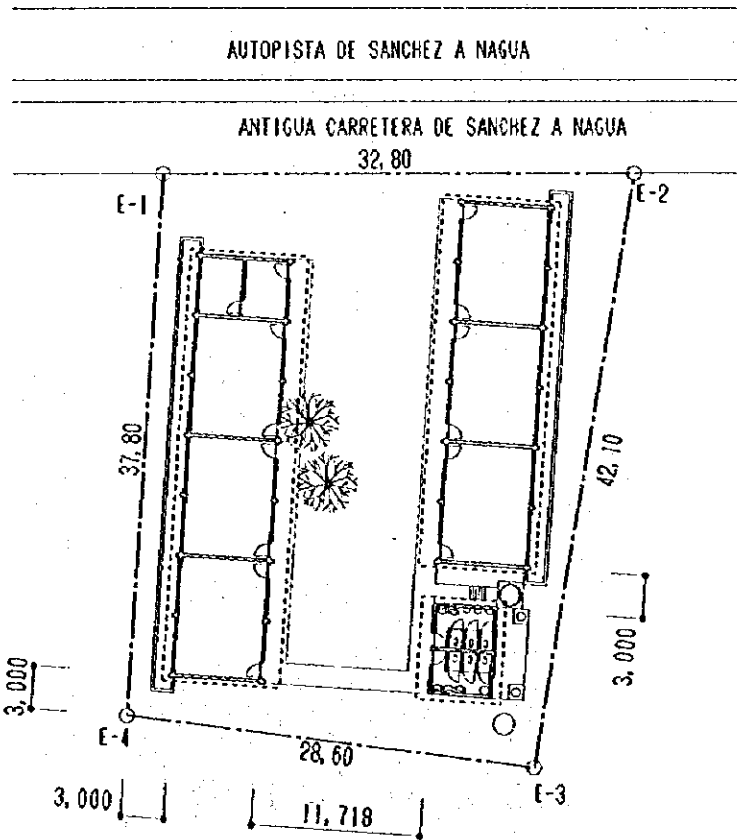 AUTOPISTA DE SANCHEZ A NAGUA
ANTIGUA CARRETERA DE SANCHEZ A NAGUA
32,80
E-1
E-2
37,80
42,10
3,000
3,000
E-4
28,60
E-3
3,000
11,718